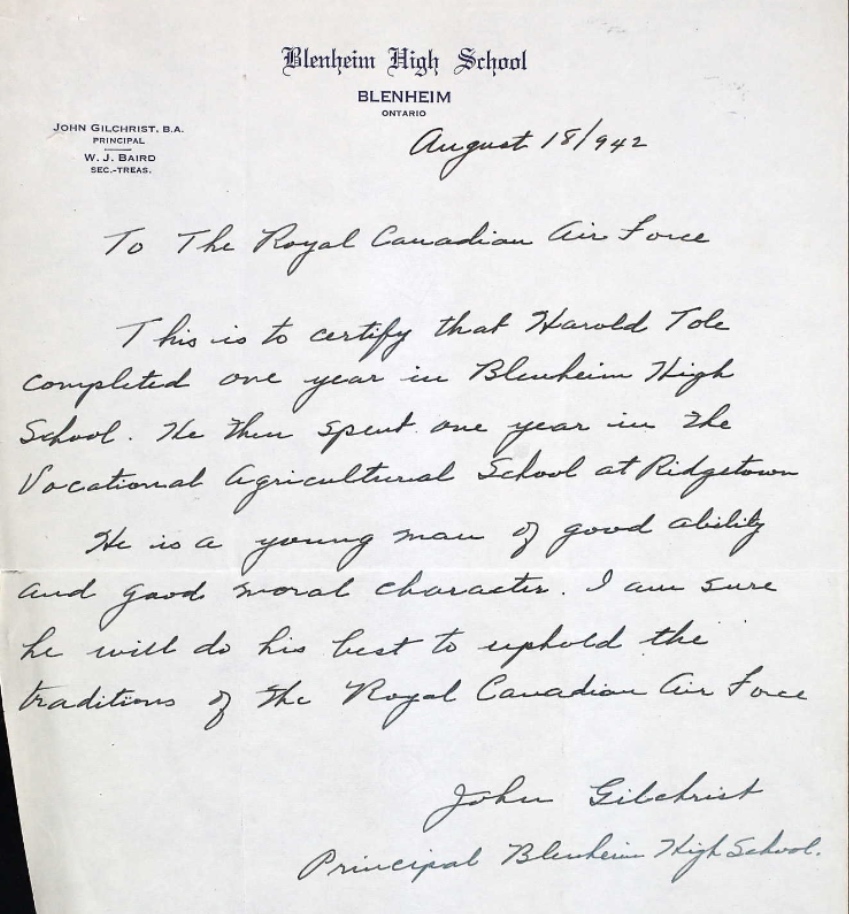 Blenheim High School
BLENHEIM
ONTARIO
JOHN GILCHRIST, B.A.
PRINCIPAL
W. J. BAIRD
SEC.-TREAS.
August 18/942
To The Royal Canadian Air Force
This is to certify that Harold Tole
completed one year in Blenheim High
School. He then spent one year in the
Vocational Agricultural School at Ridgetown
He is a young man of good ability
and good moral character. I am sure
he will do his best to uphold the
traditions of the Royal Canadian Air Force
John Gilchrist
Principal Blenheim High School.